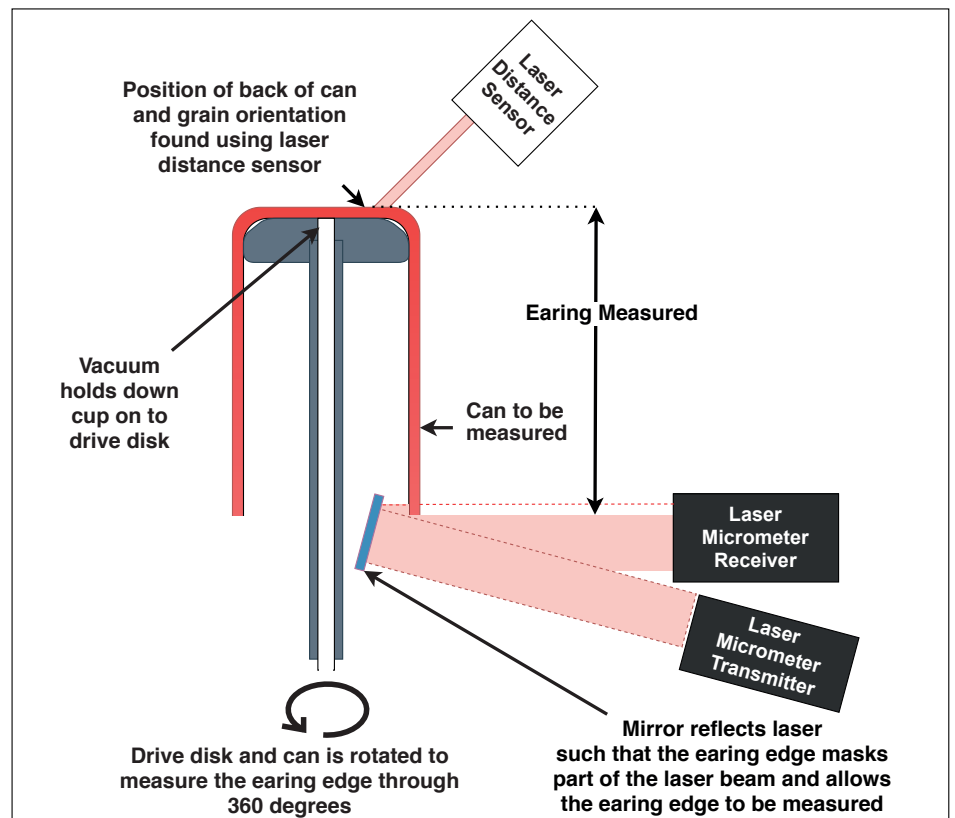 Position of back of can
and grain orientation
found using laser
distance sensor
Laser
Distance
Sensor
Earing Measured
Vacuum
holds down
cup on to
drive disk
Can to be
measured
Laser
Micrometer
Receiver
Laser
Micrometer
Transmitter
Drive disk and can is rotated to
measure the earing edge through
360 degrees
Mirror reflects laser
such that the earing edge masks
part of the laser beam and allows
the earing edge to be measured